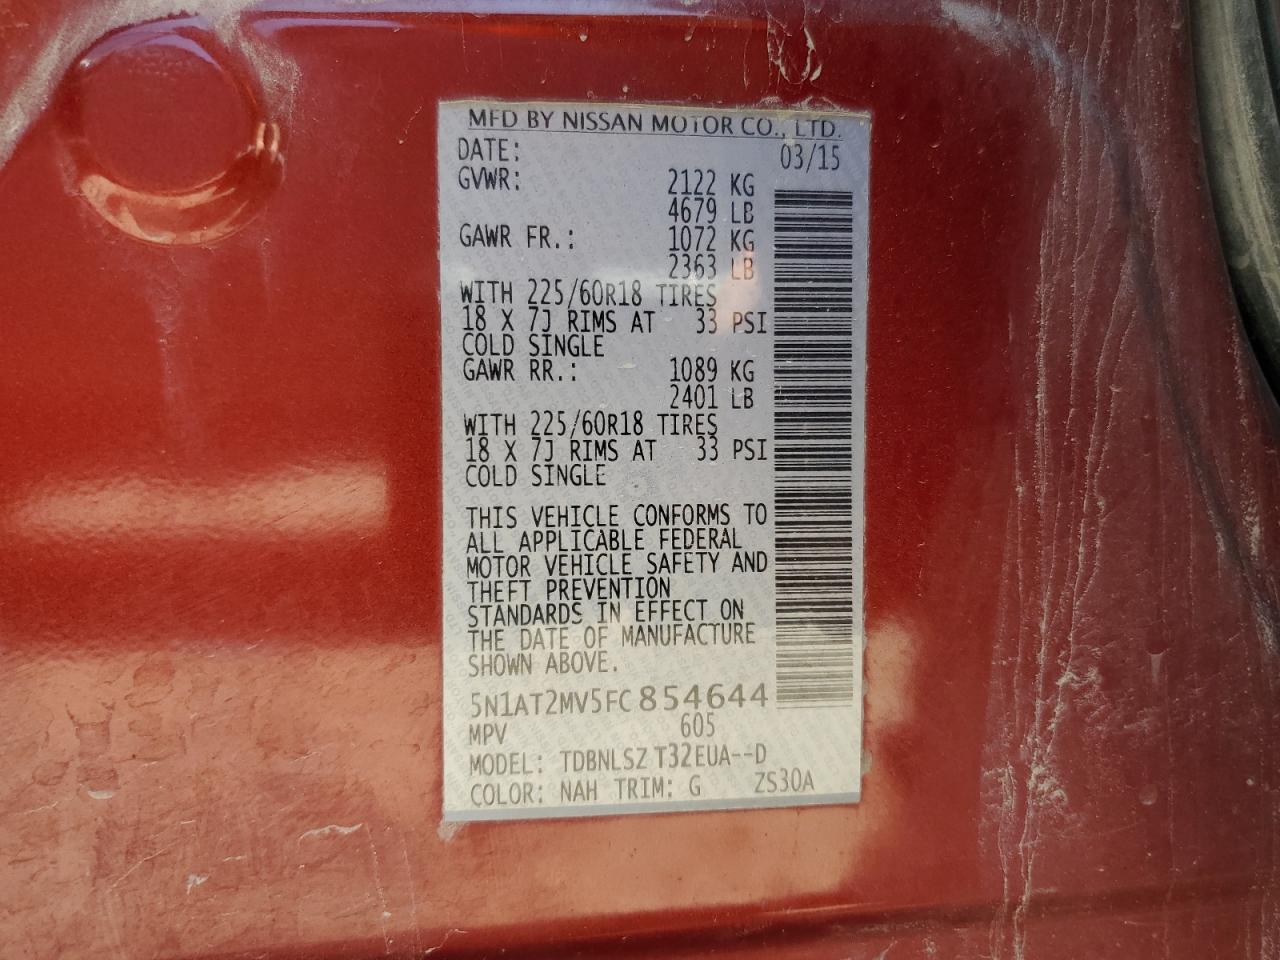 MFD BY NISSAN MOTOR CO., LTD.
DATE: 03/15
GVWR: 2122 KG
4679 LB
GAWR FR.: 1072 KG
2363 LB
WITH 225/60R18 TIRES
18 X 7J RIMS AT 33 PSI
COLD SINGLE
GAWR RR.: 1089 KG
2401 LB
WITH 225/60R18 TIRES
18 X 7J RIMS AT 33 PSI
COLD SINGLE
THIS VEHICLE CONFORMS TO
ALL APPLICABLE FEDERAL
MOTOR VEHICLE SAFETY AND
THEFT PREVENTION
STANDARDS IN EFFECT ON
THE DATE OF MANUFACTURE
SHOWN ABOVE.
5N1AT2MV5FC854644
MPV 605
MODEL: TDBNLSZ T32EUA--D
COLOR: NAH TRIM: G ZS30A